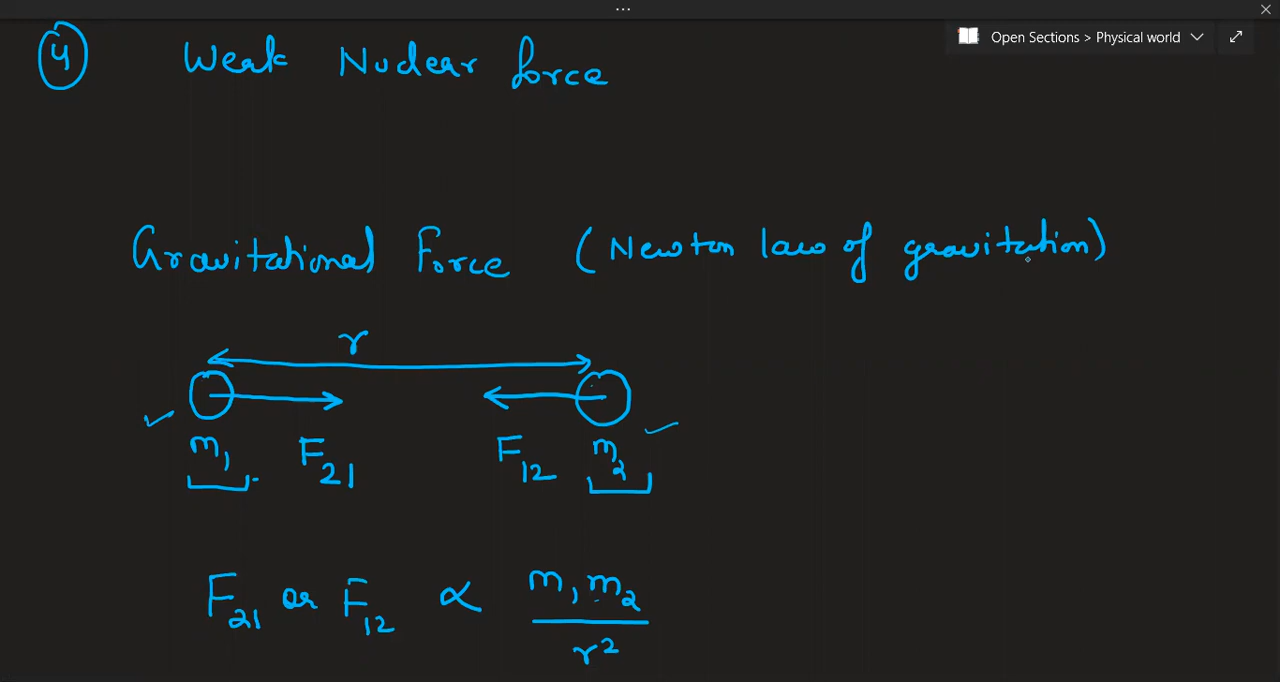 Open Sections > Physical world
4 Weak Nuclear force
Gravitational Force (Newton law of gravitation)
r
m₁ F₂₁ F₁₂ m₂
F₂₁ or F₁₂ ∝ m₁m₂
r²